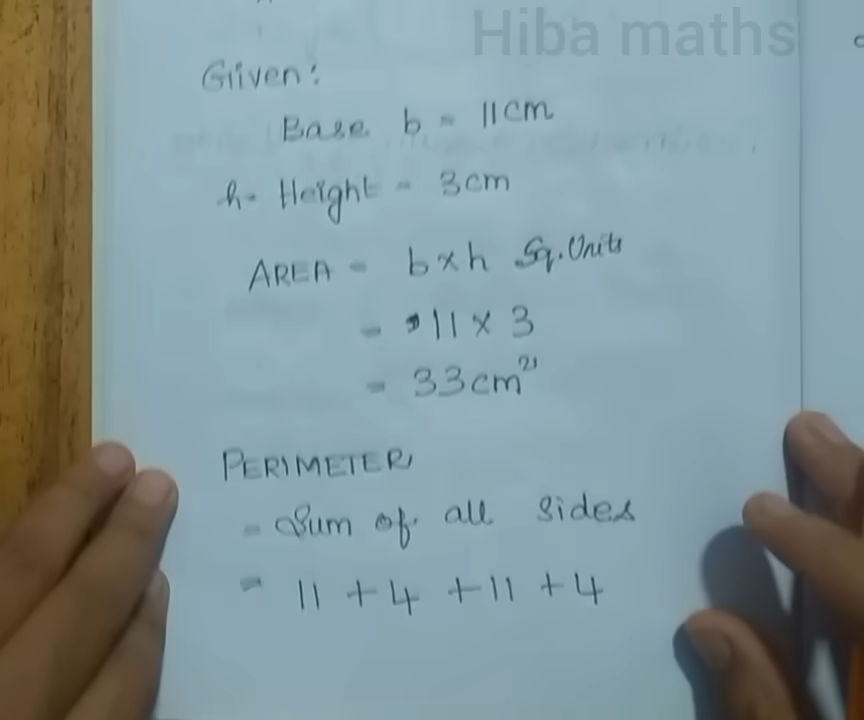 Hiba maths
Given:
Base b = 11cm
h- Height = 3cm
AREA = b×h Sq.Units
= 11 × 3
= 33cm²
PERIMETER
= Sum of all sides
= 11 + 4 + 11 + 4